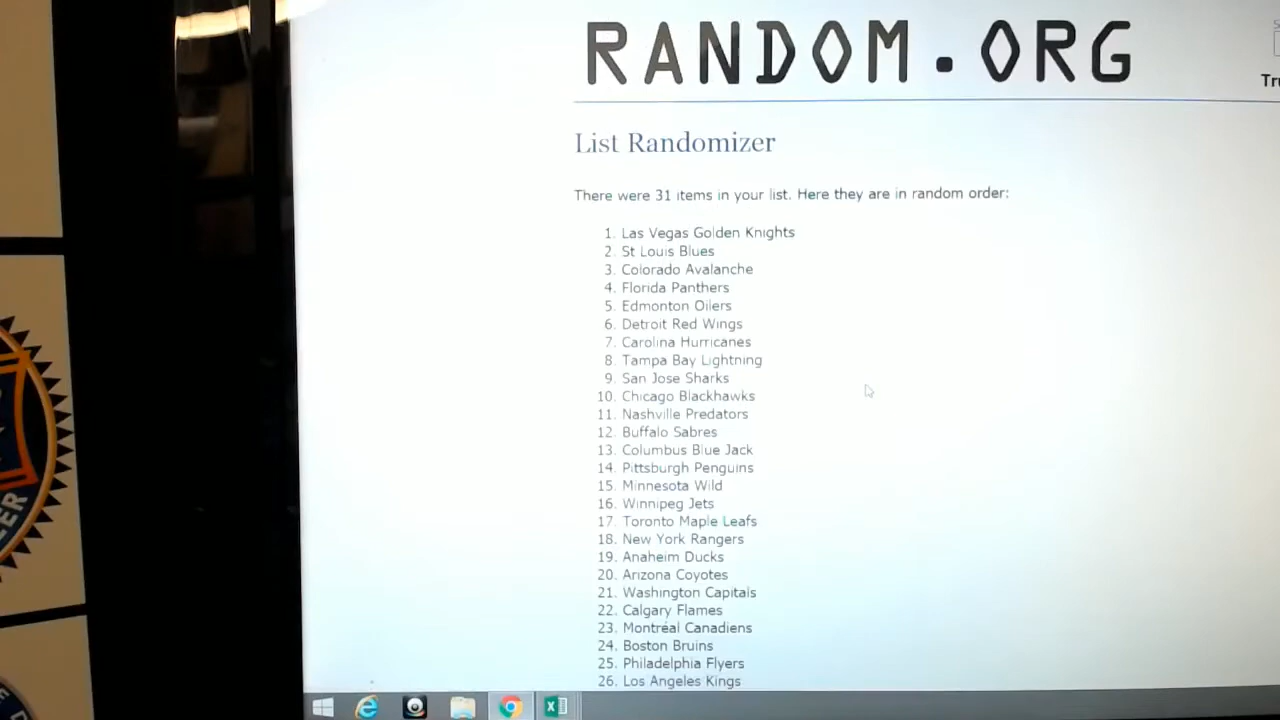 RANDOM.ORG
Tru
List Randomizer
There were 31 items in your list. Here they are in random order:
1. Las Vegas Golden Knights
2. St Louis Blues
3. Colorado Avalanche
4. Florida Panthers
5. Edmonton Oilers
6. Detroit Red Wings
7. Carolina Hurricanes
8. Tampa Bay Lightning
9. San Jose Sharks
10. Chicago Blackhawks
11. Nashville Predators
12. Buffalo Sabres
13. Columbus Blue Jack
14. Pittsburgh Penguins
15. Minnesota Wild
16. Winnipeg Jets
17. Toronto Maple Leafs
18. New York Rangers
19. Anaheim Ducks
20. Arizona Coyotes
21. Washington Capitals
22. Calgary Flames
23. Montréal Canadiens
24. Boston Bruins
25. Philadelphia Flyers
26. Los Angeles Kings